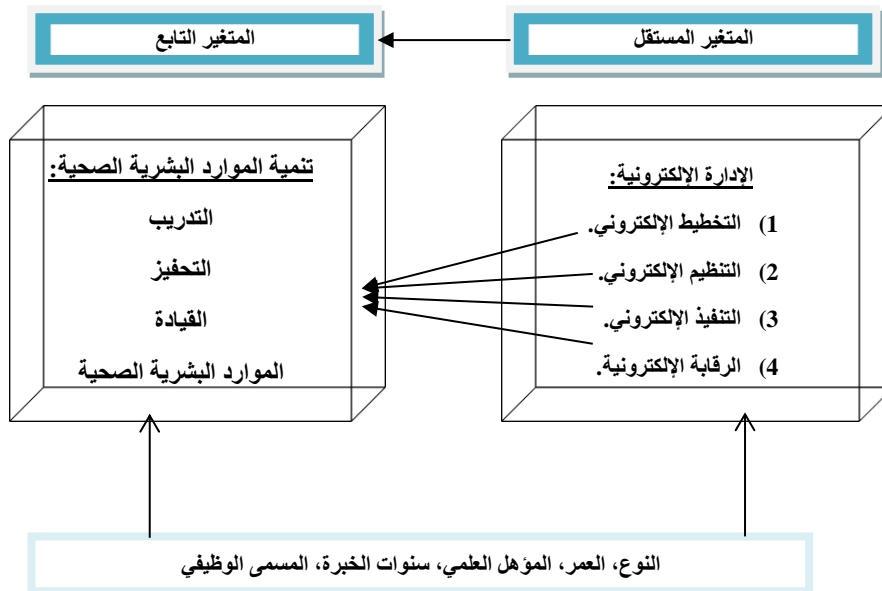 المتغير المستقل
المتغير التابع
الإدارة الإلكترونية:
1) التخطيط الإلكتروني.
2) التنظيم الإلكتروني.
3) التنفيذ الإلكتروني.
4) الرقابة الإلكترونية.
تنمية الموارد البشرية الصحية:
التدريب
التحفيز
القيادة
الموارد البشرية الصحية
النوع، العمر، المؤهل العلمي، سنوات الخبرة، المسمى الوظيفي